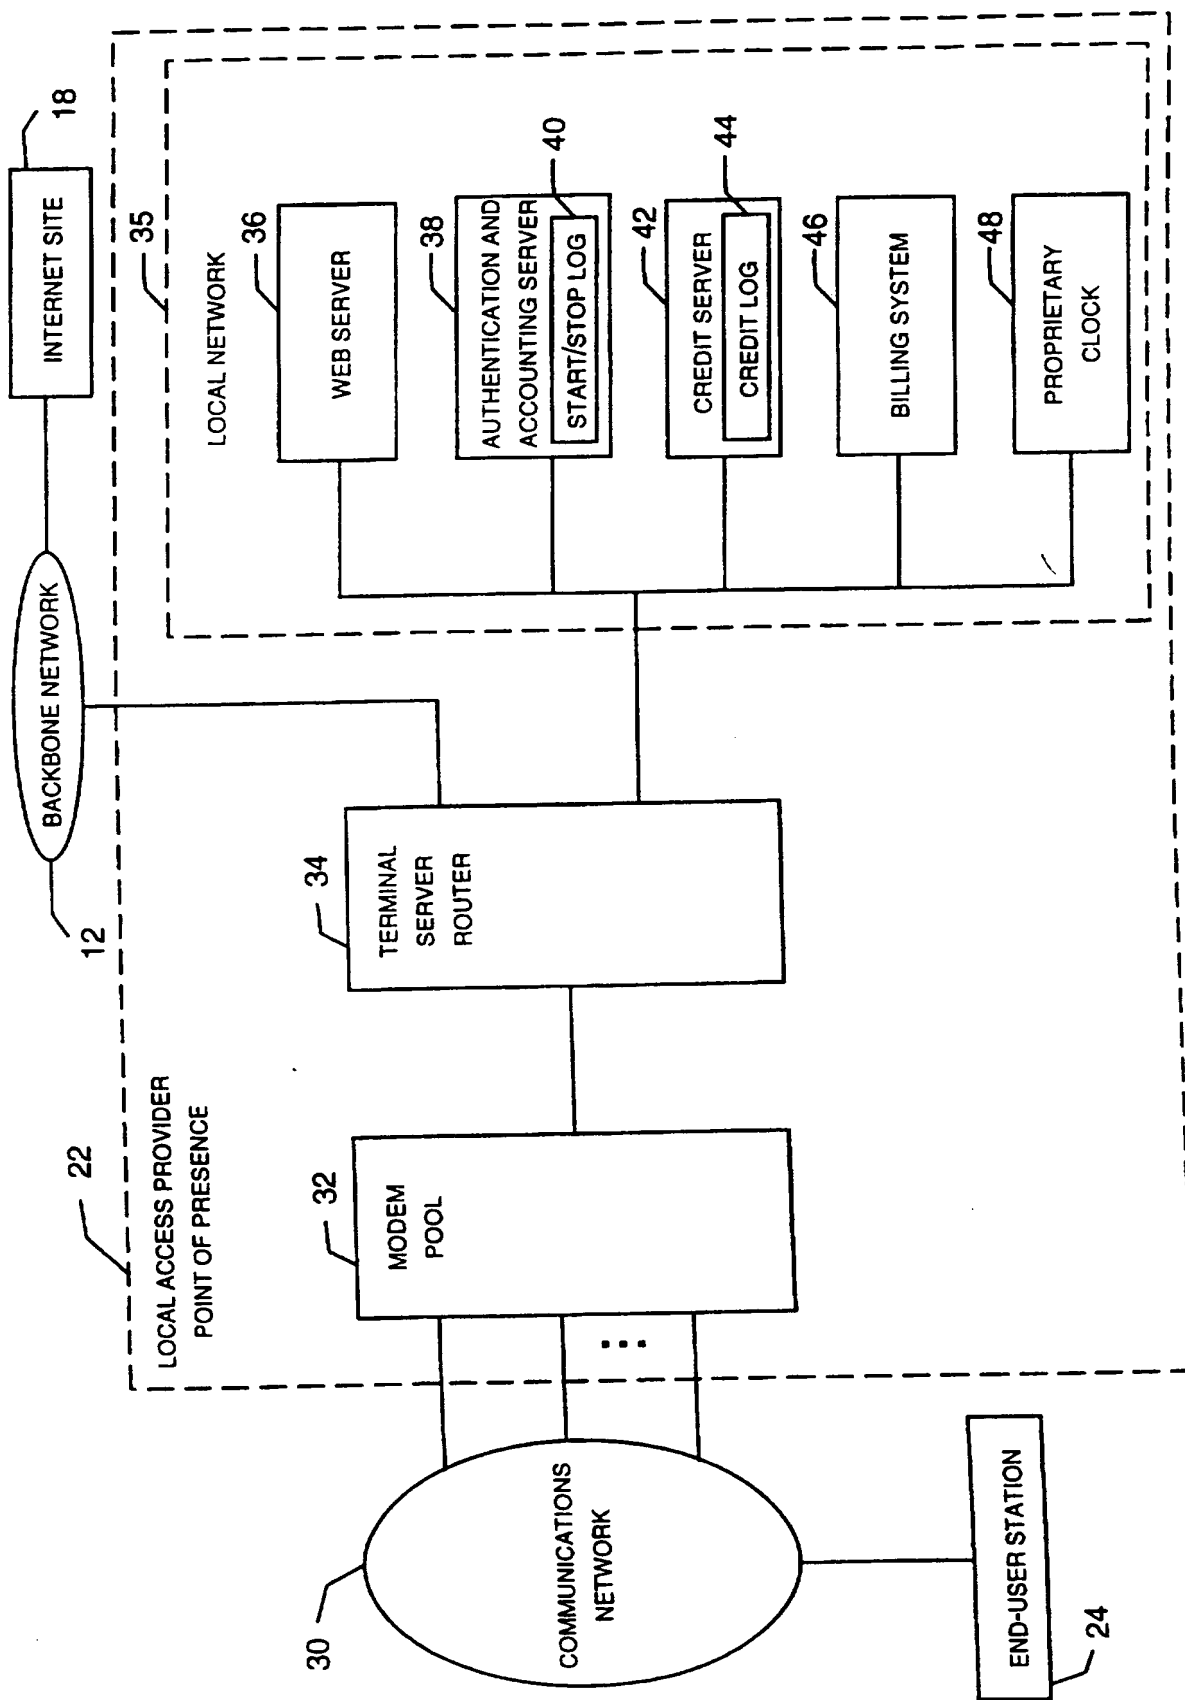 INTERNET SITE
18
BACKBONE NETWORK
12
22
LOCAL ACCESS PROVIDER
POINT OF PRESENCE
35
LOCAL NETWORK
36
WEB SERVER
38
AUTHENTICATION AND
ACCOUNTING SERVER
40
START/STOP LOG
42
CREDIT SERVER
44
CREDIT LOG
46
BILLING SYSTEM
48
PROPRIETARY
CLOCK
34
TERMINAL
SERVER
ROUTER
32
MODEM
POOL
30
COMMUNICATIONS
NETWORK
END-USER STATION
24